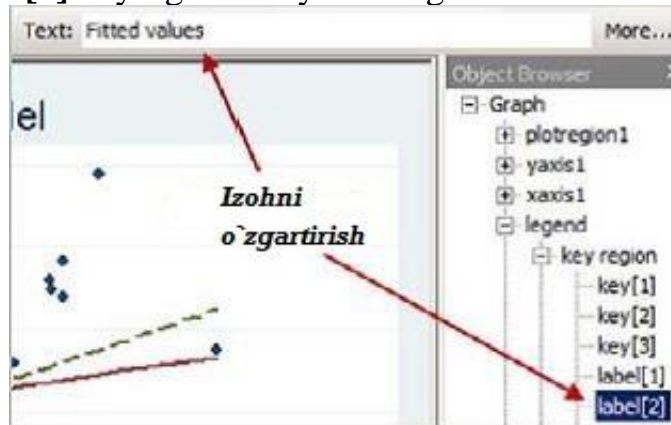 Text: Fitted values More...
Object Browser
Graph
plotregion1
yaxis1
xaxis1
legend
key region
key[1]
key[2]
key[3]
label[1]
label[2]
el
Izohni
o`zgartirish